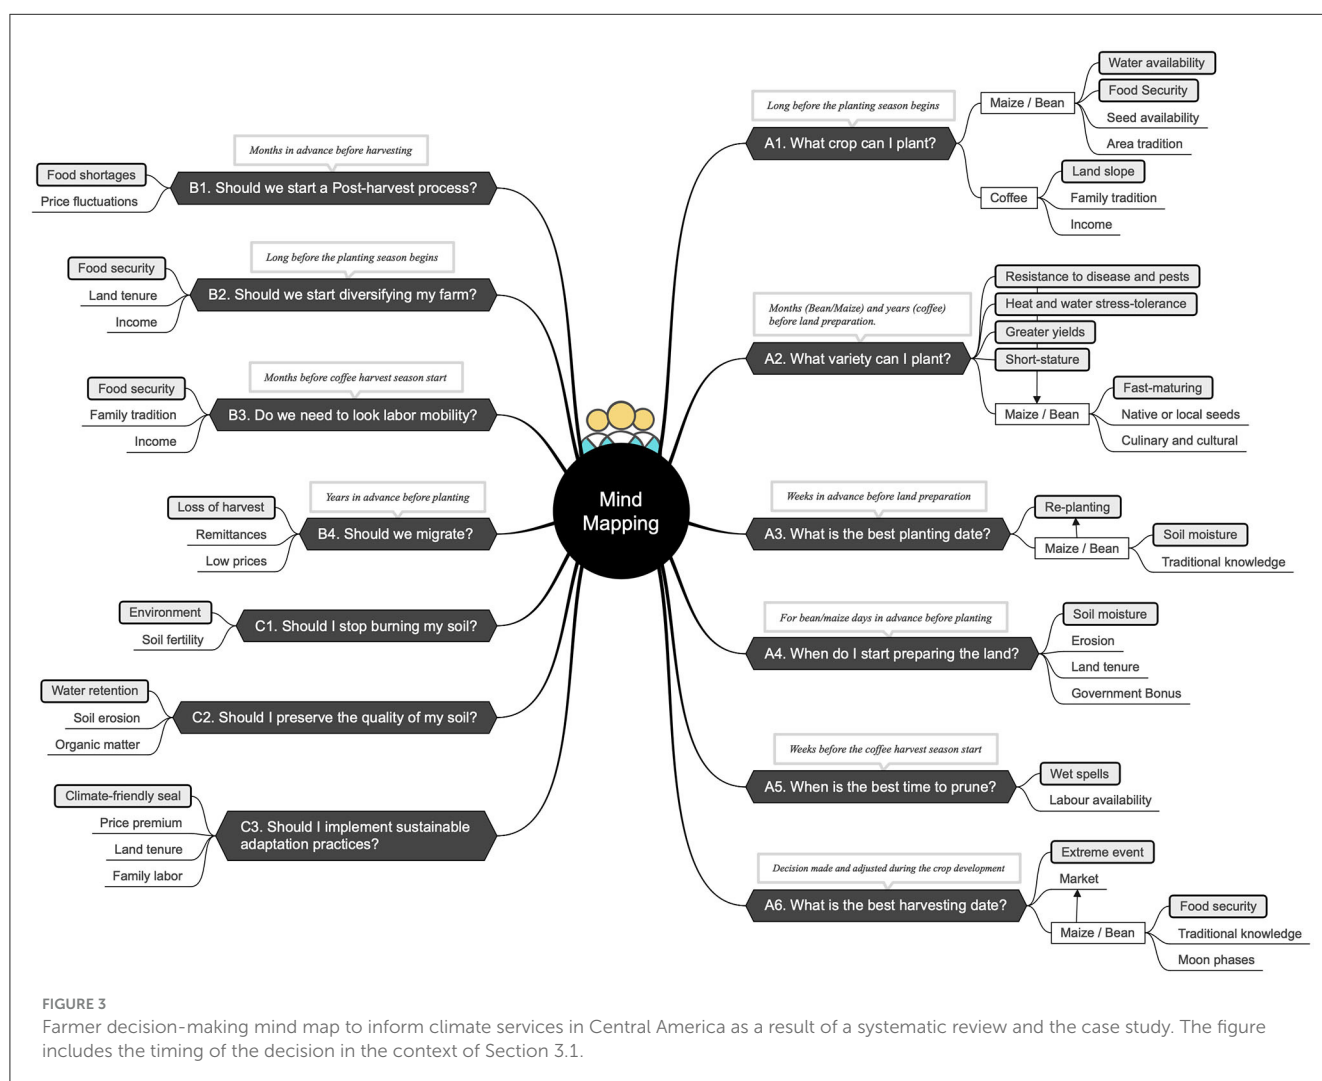 Months in advance before harvesting
B1. Should we start a Post-harvest process?
Food shortages
Price fluctuations
Long before the planting season begins
B2. Should we start diversifying my farm?
Food security
Land tenure
Income
Months before coffee harvest season start
B3. Do we need to look labor mobility?
Food security
Family tradition
Income
Years in advance before planting
B4. Should we migrate?
Loss of harvest
Remittances
Low prices
C1. Should I stop burning my soil?
Environment
Soil fertility
C2. Should I preserve the quality of my soil?
Water retention
Soil erosion
Organic matter
C3. Should I implement sustainable
adaptation practices?
Climate-friendly seal
Price premium
Land tenure
Family labor
Mind
Mapping
Long before the planting season begins
A1. What crop can I plant?
Maize / Bean
Water availability
Food Security
Seed availability
Area tradition
Coffee
Land slope
Family tradition
Income
Months (Bean/Maize) and years (coffee)
before land preparation.
A2. What variety can I plant?
Resistance to disease and pests
Heat and water stress-tolerance
Greater yields
Short-stature
Maize / Bean
Fast-maturing
Native or local seeds
Culinary and cultural
Weeks in advance before land preparation
A3. What is the best planting date?
Re-planting
Maize / Bean
Soil moisture
Traditional knowledge
For bean/maize days in advance before planting
A4. When do I start preparing the land?
Soil moisture
Erosion
Land tenure
Government Bonus
Weeks before the coffee harvest season start
A5. When is the best time to prune?
Wet spells
Labour availability
Decision made and adjusted during the crop development
A6. What is the best harvesting date?
Extreme event
Market
Maize / Bean
Food security
Traditional knowledge
Moon phases
FIGURE 3
Farmer decision-making mind map to inform climate services in Central America as a result of a systematic review and the case study. The figure
includes the timing of the decision in the context of Section 3.1.